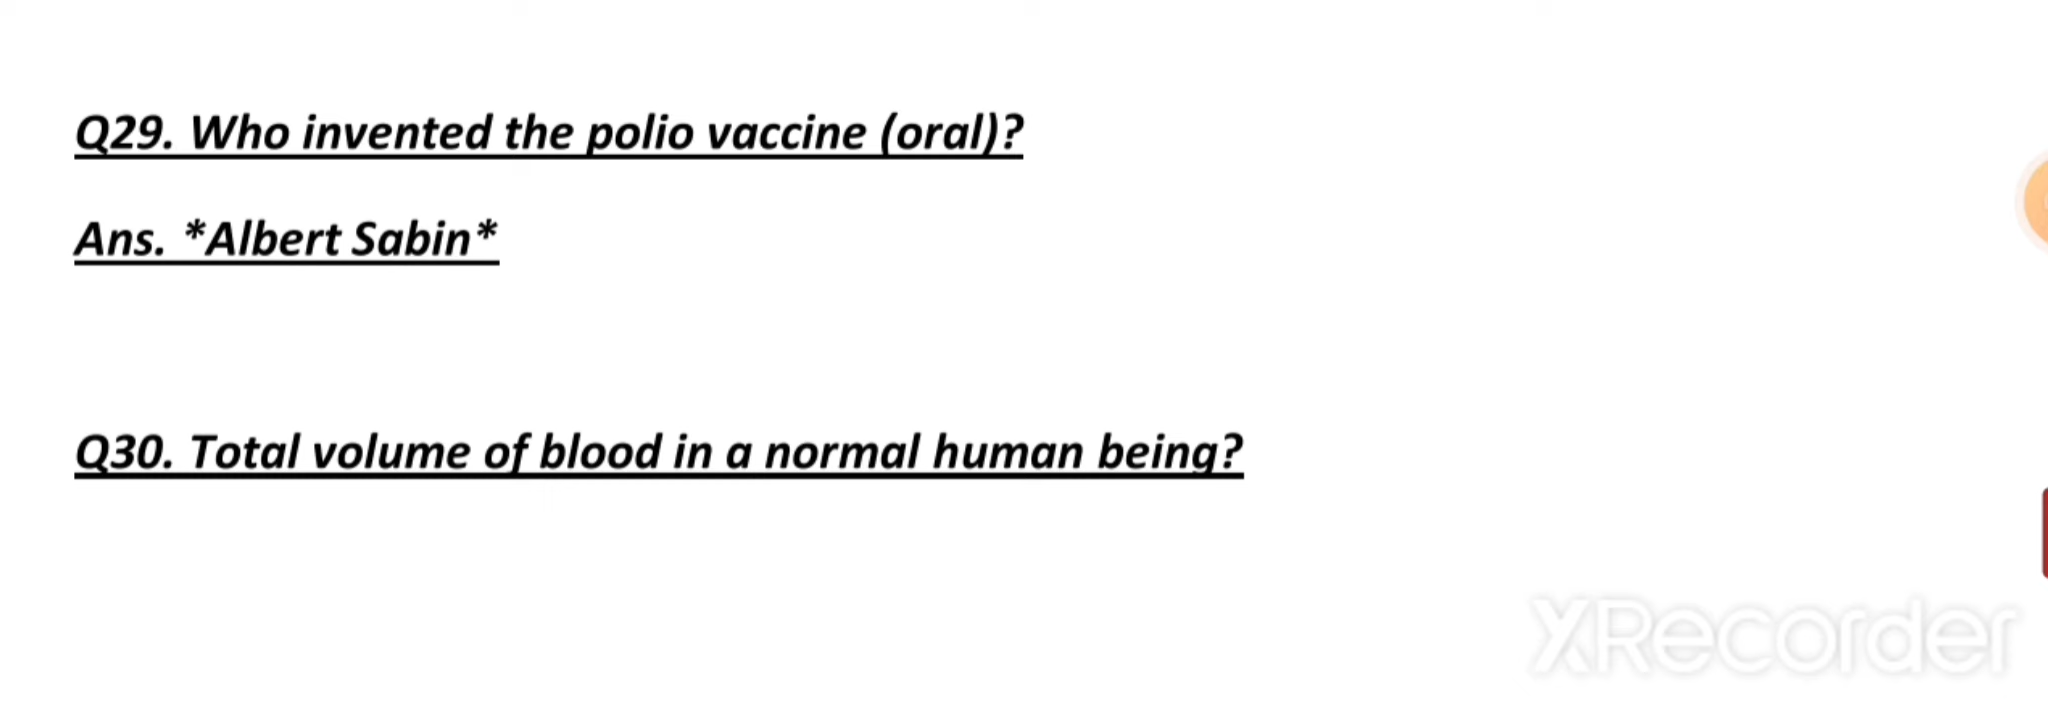 Q29. Who invented the polio vaccine (oral)?
Ans. *Albert Sabin*
Q30. Total volume of blood in a normal human being?
XRecorder